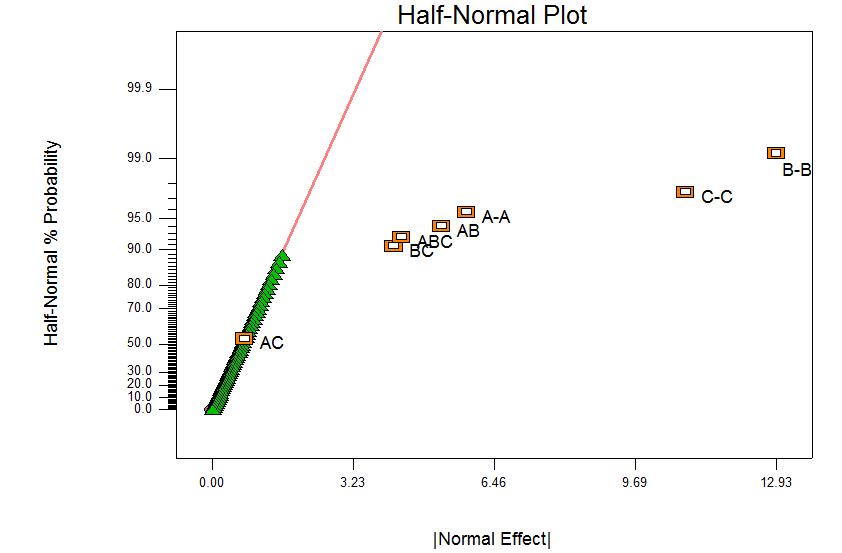 Half-Normal Plot
Half-Normal % Probability
99.9
99.0
95.0
90.0
80.0
70.0
50.0
30.0
20.0
10.0
0.0
B-B
C-C
A-A
AB
ABC
BC
AC
0.00 3.23 6.46 9.69 12.93
|Normal Effect|